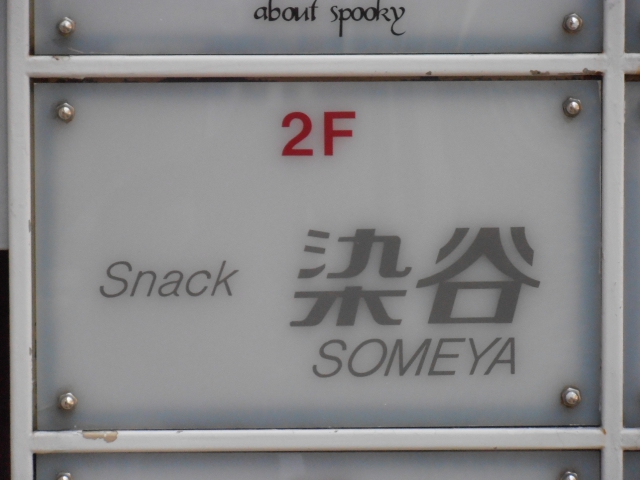 about spooky
2F
Snack 染谷
SOMEYA